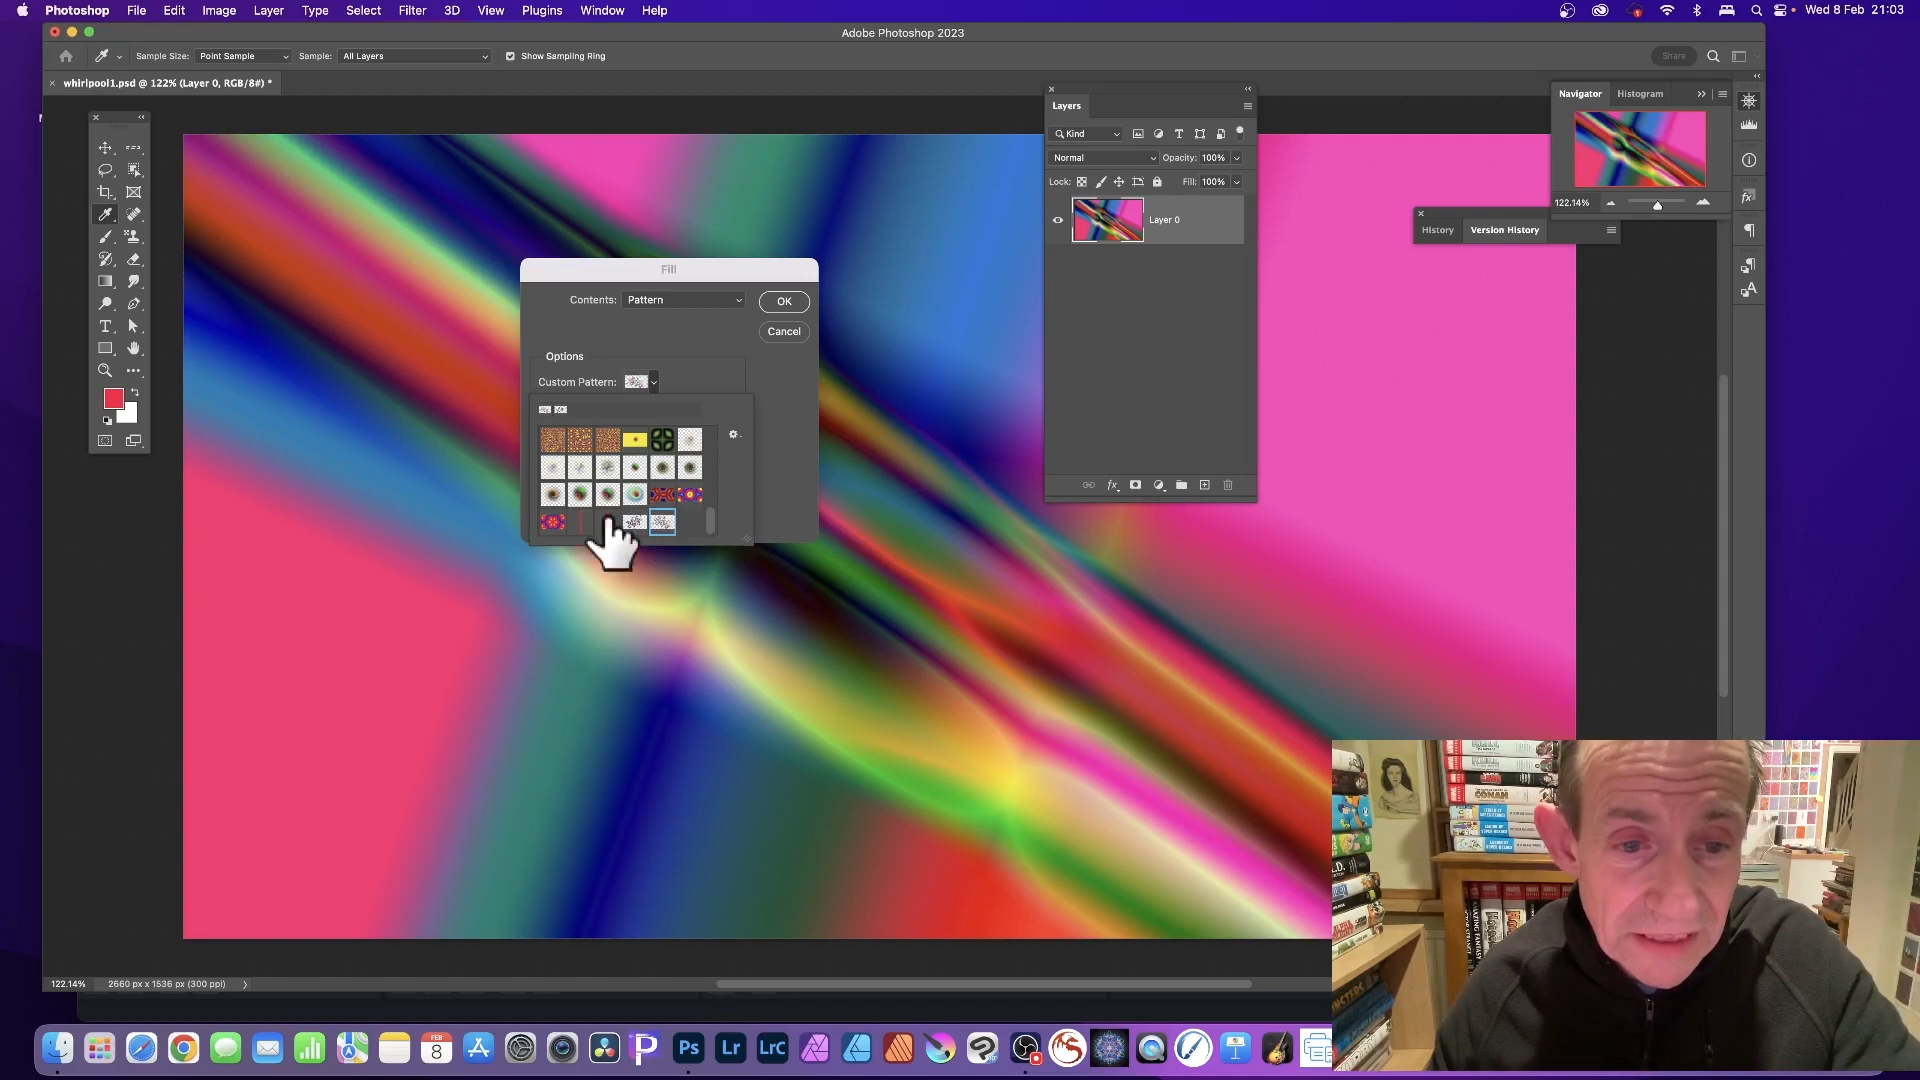 Photoshop File Edit Image Layer Type Select Filter 3D View Plugins Window Help
Wed 8 Feb 21:03
Adobe Photoshop 2023
Sample Size: Point Sample Sample: All Layers Show Sampling Ring
Share
whirlpool1.psd @ 122% (Layer 0, RGB/8#) *
Layers
Kind
Normal Opacity: 100%
Lock: Fill: 100%
Layer 0
fx
Navigator Histogram
122.14%
History Version History
Fill
Contents: Pattern
OK
Cancel
Options
Custom Pattern:
122.14% 2660 px x 1536 px (300 ppi)
CONAN
FEB
8
Ps Lr LrC